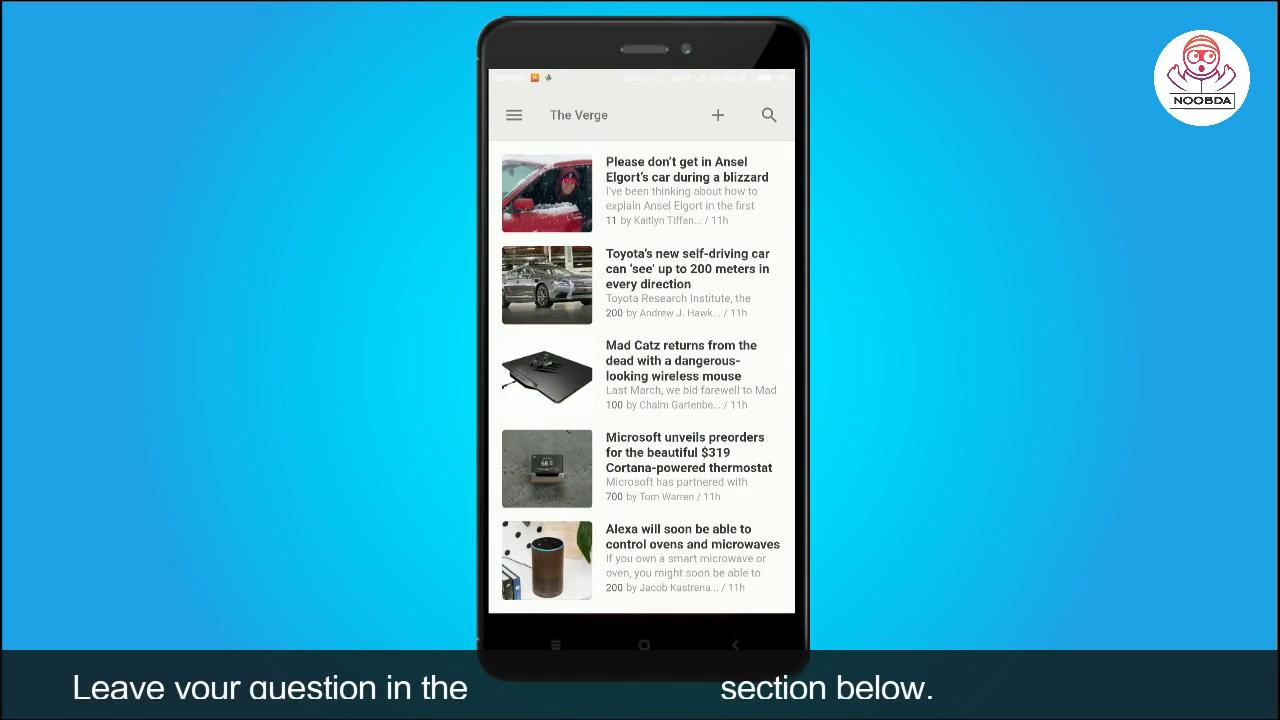 NOOBDA
The Verge
Please don't get in Ansel
Elgort's car during a blizzard
I've been thinking about how to
explain Ansel Elgort in the first
11 by Kaitlyn Tiffan... / 11h
Toyota's new self-driving car
can 'see' up to 200 meters in
every direction
Toyota Research Institute, the
200 by Andrew J. Hawk... / 11h
Mad Catz returns from the
dead with a dangerous-
looking wireless mouse
Last March, we bid farewell to Mad
100 by Chaim Gartenbe... / 11h
Microsoft unveils preorders
for the beautiful $319
Cortana-powered thermostat
Microsoft has partnered with
700 by Tom Warren / 11h
Alexa will soon be able to
control ovens and microwaves
If you own a smart microwave or
oven, you might soon be able to
200 by Jacob Kastrena... / 11h
Leave your question in the section below.